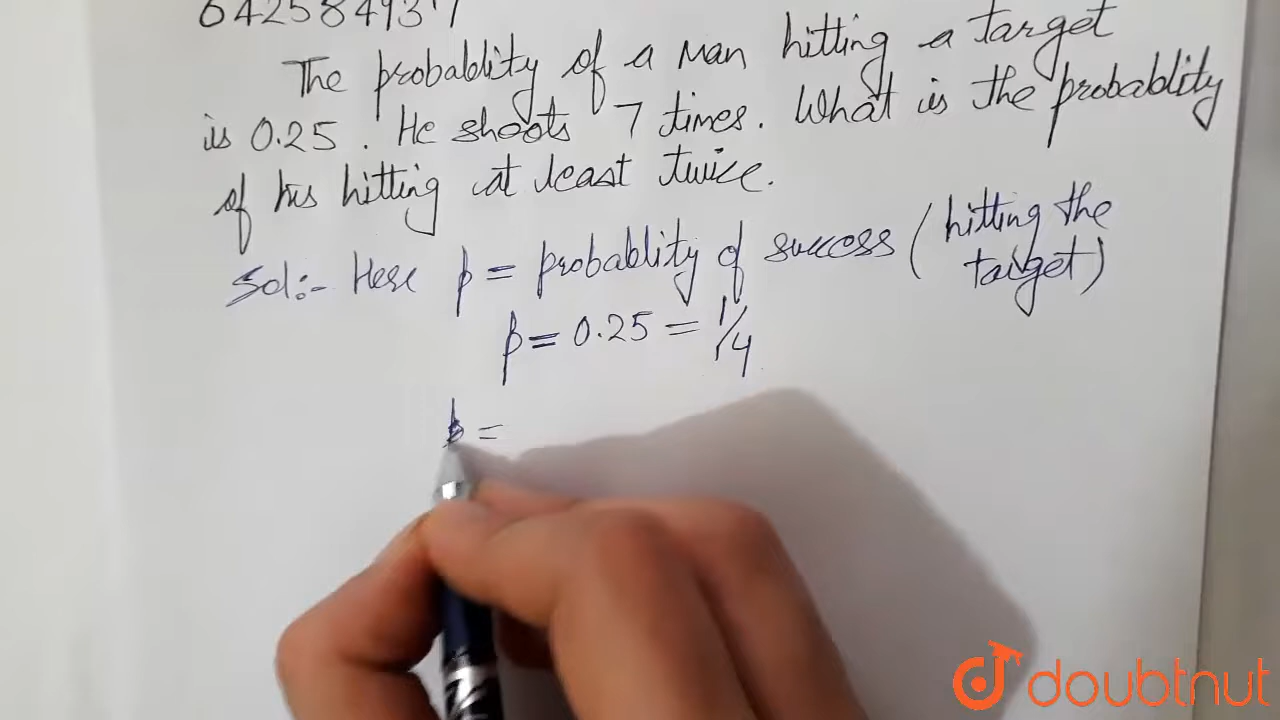 The probablity of a man hitting a target
is 0.25. He shoots 7 times. What is the probablity
of his hitting at least twice.
Sol:- Here p = probablity of success (hitting the
target)
p = 0.25 = 1/4
=
doubtnut